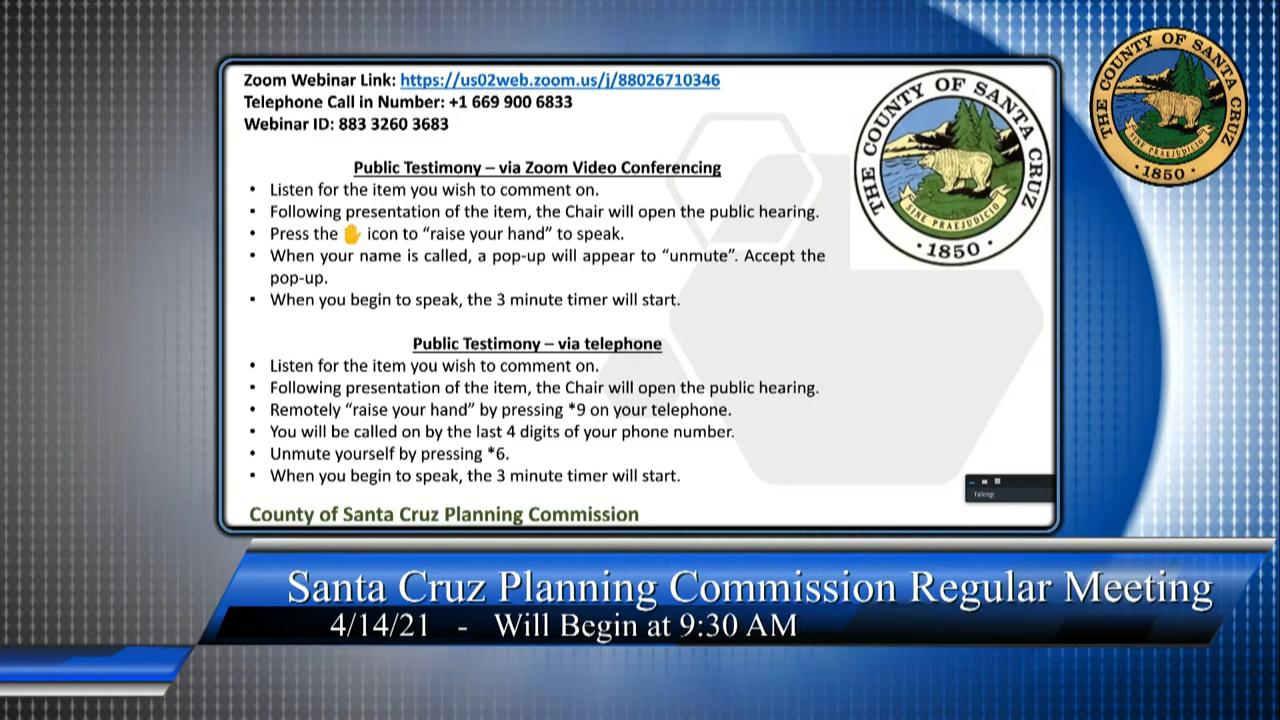 Zoom Webinar Link: https://us02web.zoom.us/j/88026710346
Telephone Call in Number: +1 669 900 6833
Webinar ID: 883 3260 3683
Public Testimony – via Zoom Video Conferencing
• Listen for the item you wish to comment on.
• Following presentation of the item, the Chair will open the public hearing.
• Press the ✋ icon to “raise your hand” to speak.
• When your name is called, a pop-up will appear to “unmute”. Accept the
pop-up.
• When you begin to speak, the 3 minute timer will start.
Public Testimony – via telephone
• Listen for the item you wish to comment on.
• Following presentation of the item, the Chair will open the public hearing.
• Remotely “raise your hand” by pressing *9 on your telephone.
• You will be called on by the last 4 digits of your phone number.
• Unmute yourself by pressing *6.
• When you begin to speak, the 3 minute timer will start.
County of Santa Cruz Planning Commission
THE COUNTY OF SANTA CRUZ
SINE PRAEJUDICIO
· 1850 ·
THE COUNTY OF SANTA CRUZ
SINE PRAEJUDICIO
· 1850 ·
Talking:
Santa Cruz Planning Commission Regular Meeting
4/14/21 - Will Begin at 9:30 AM